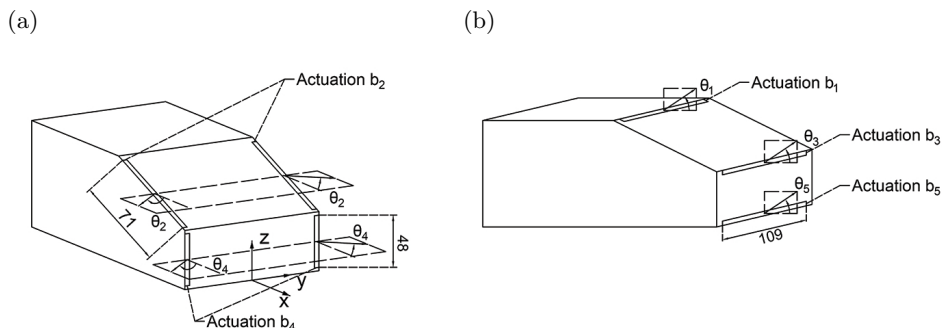 (a)
(b)
Actuation b₂
Actuation b₁
θ₁
Actuation b₃
θ₃
θ₂
θ₂
71
θ₅
Actuation b₅
48
θ₄
θ₄
z
y
x
109
Actuation b₄